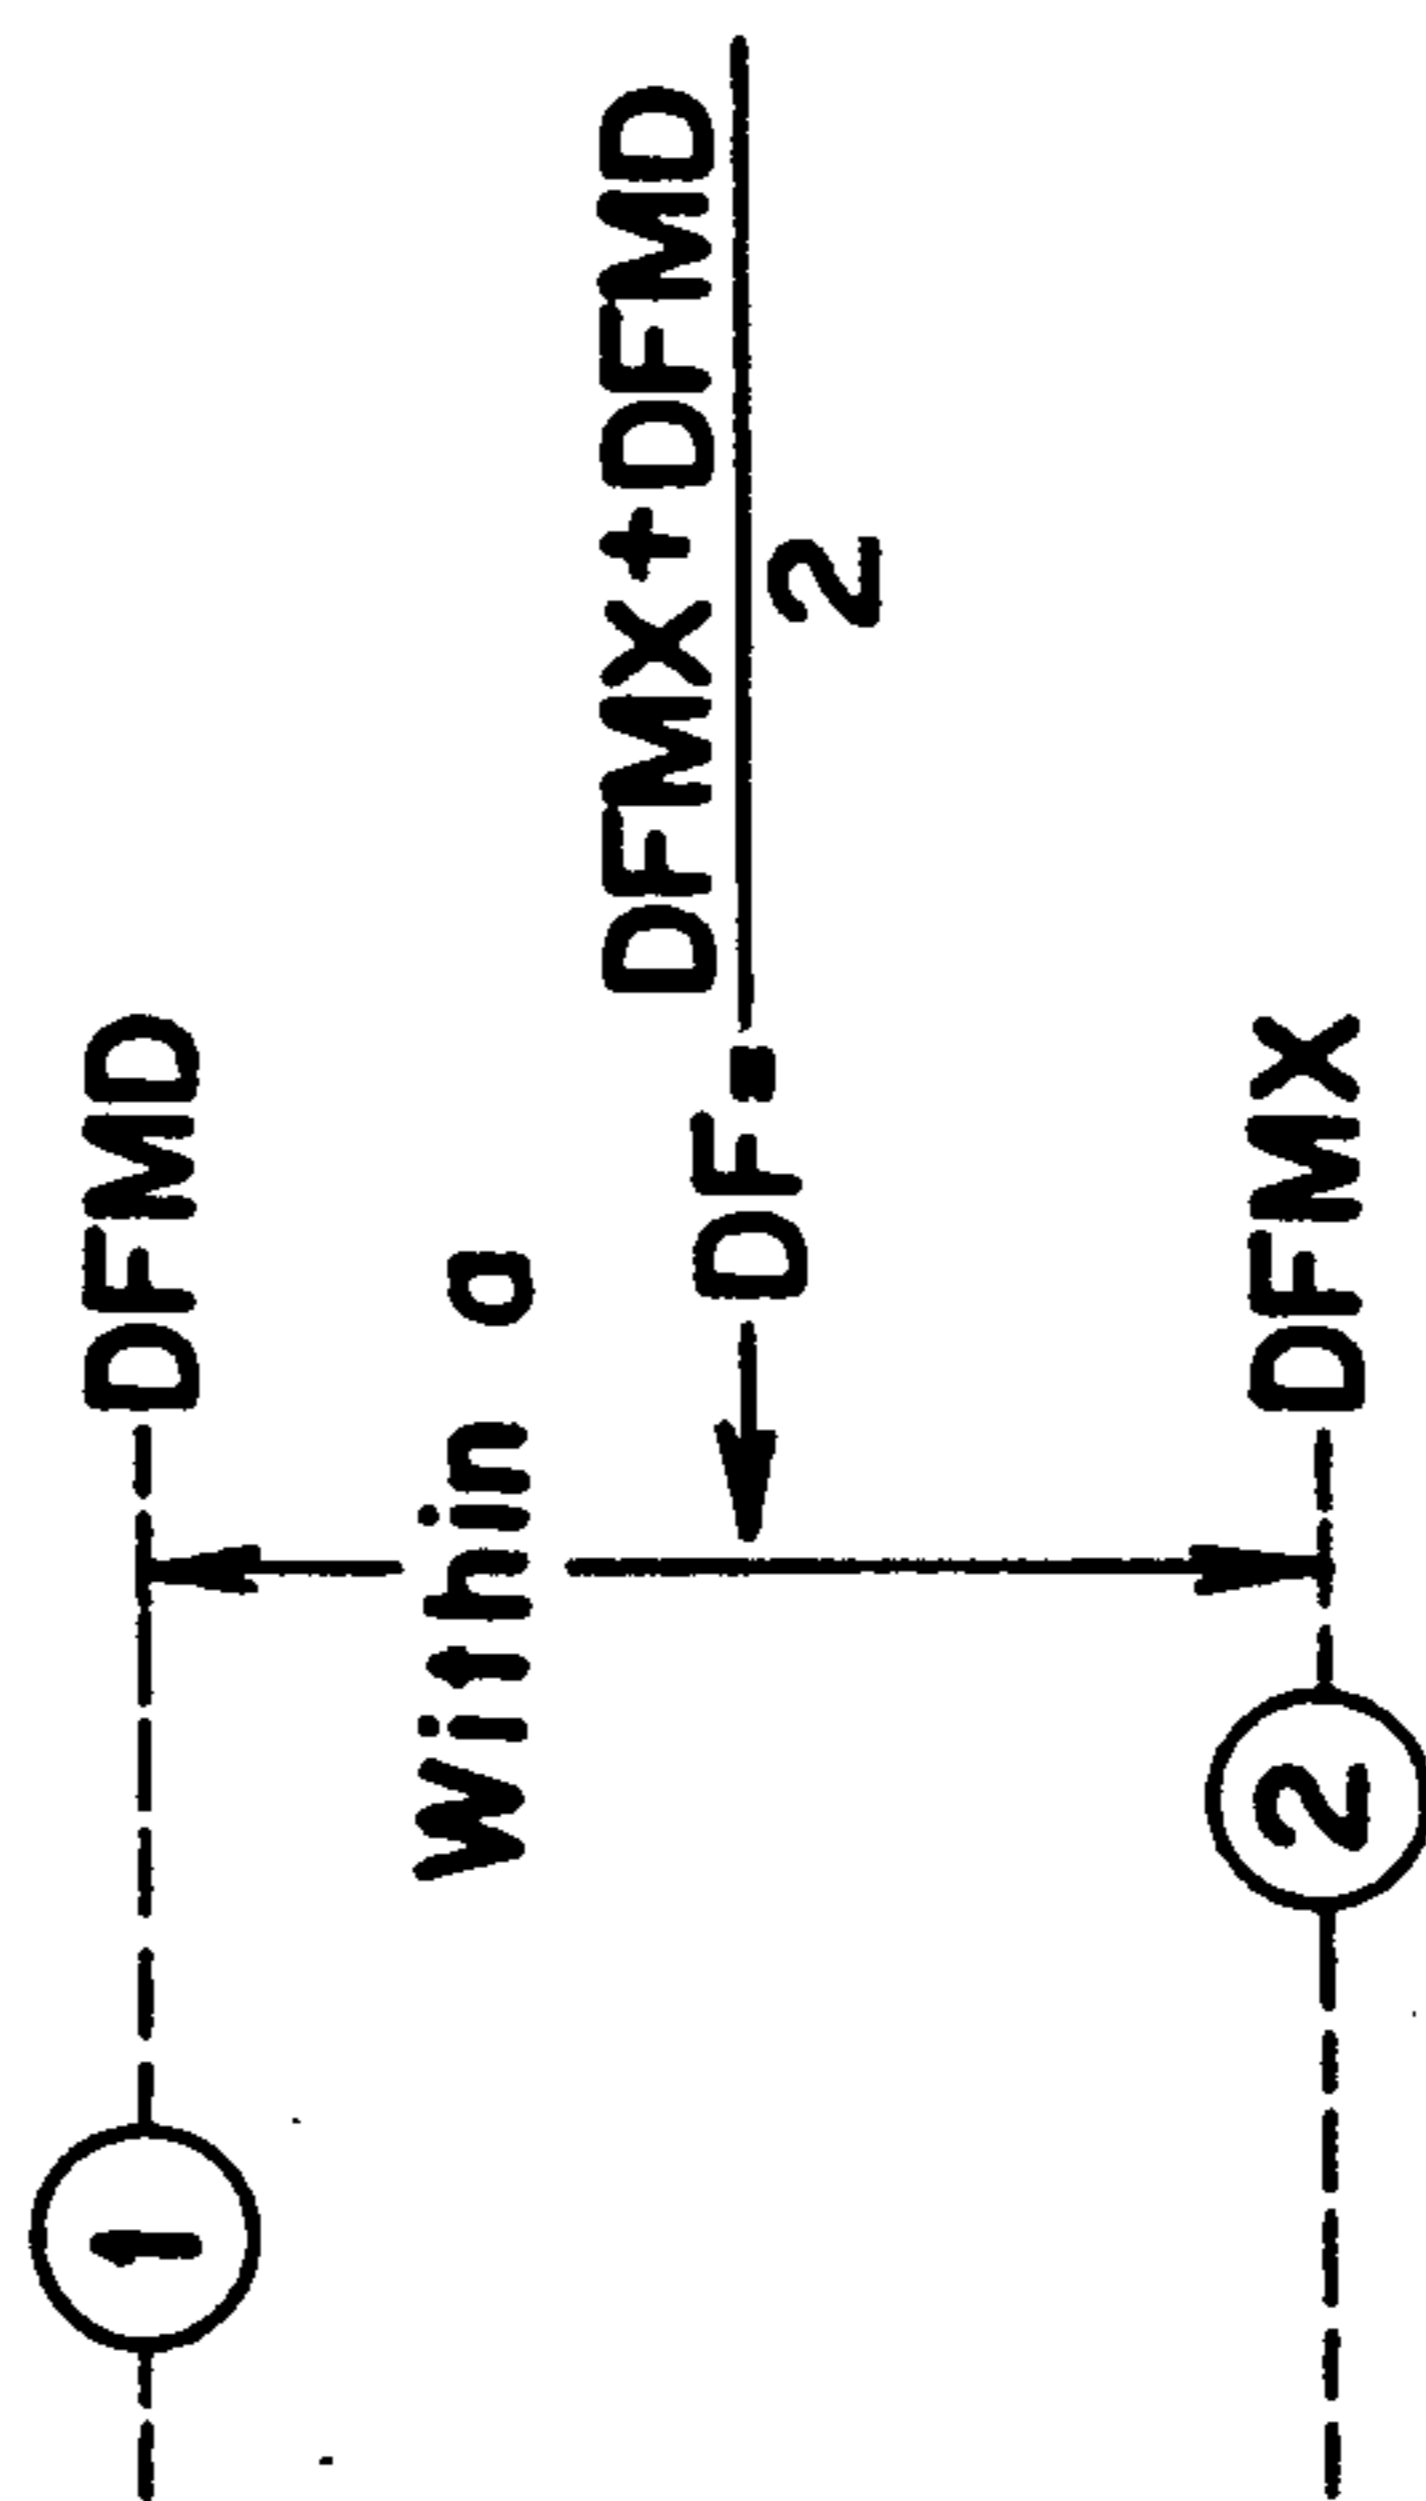 ① DFMD
within a
DF = DFMX+DFMD
2
② DFMX